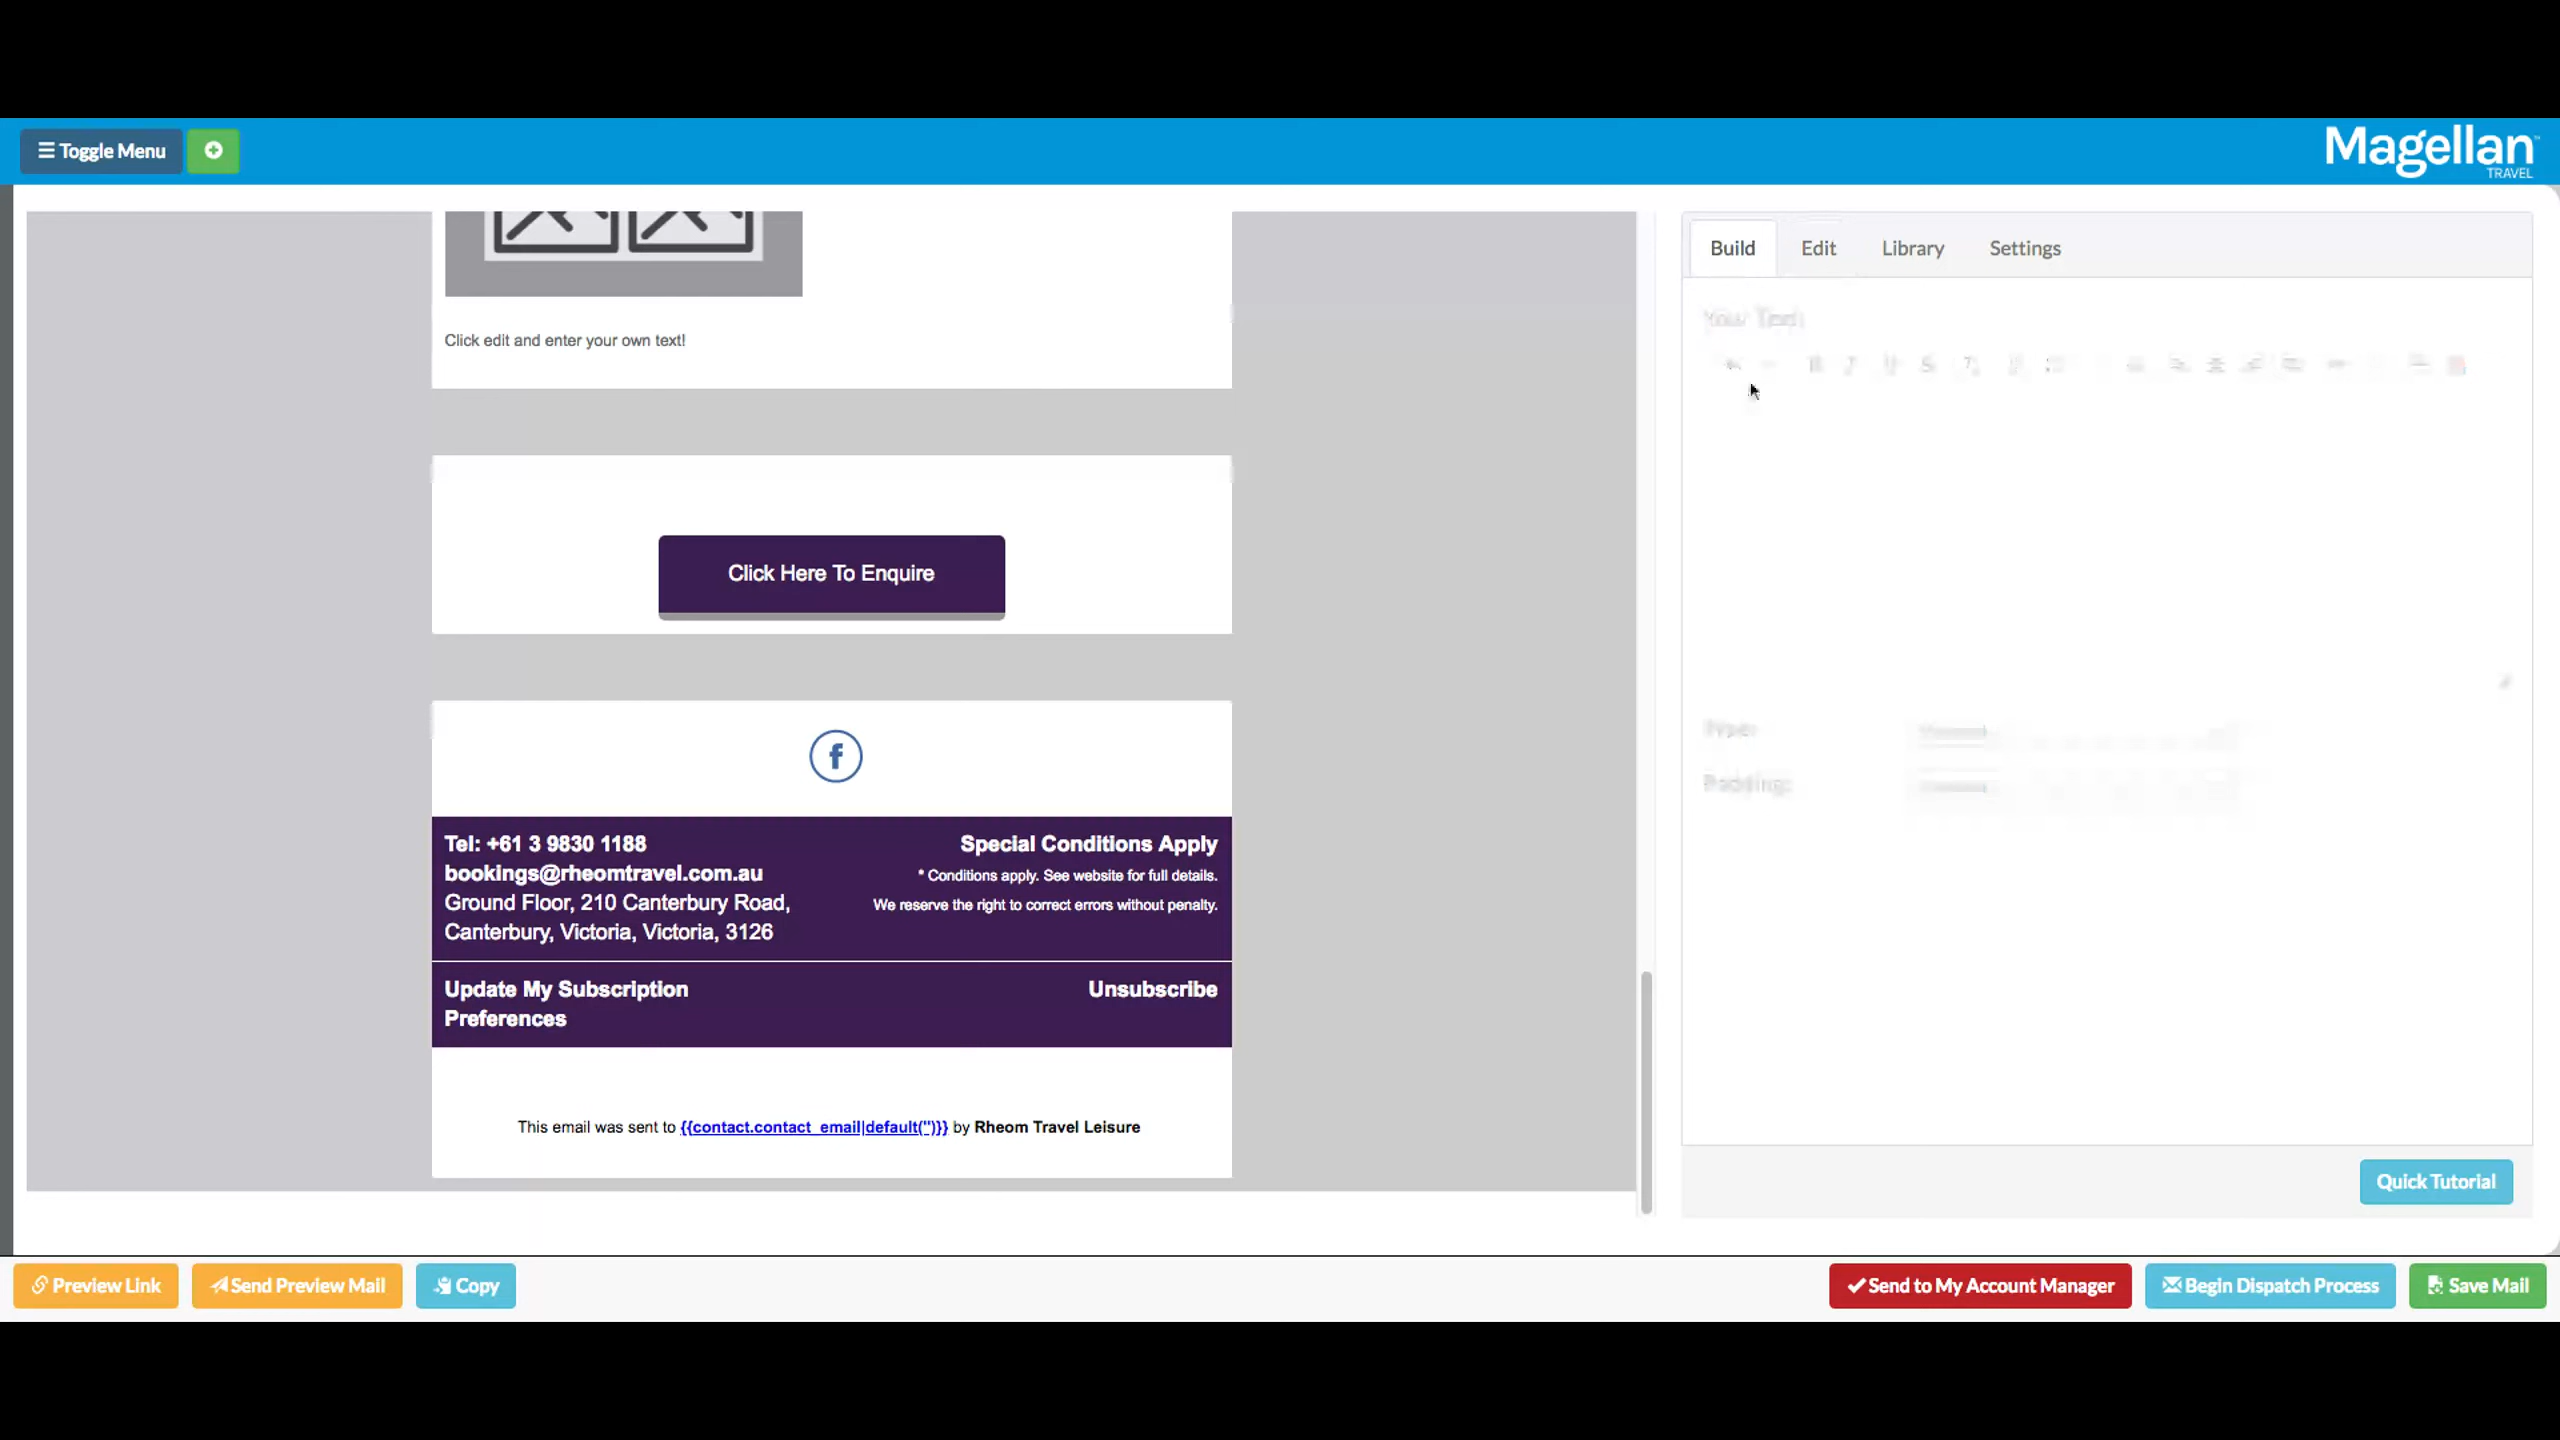 Toggle Menu
Magellan
TRAVEL
Build
Edit
Library
Settings
Your Text:
Click edit and enter your own text!
Click Here To Enquire
Type:
Padding:
f
Tel: +61 3 9830 1188
bookings@rheomtravel.com.au
Ground Floor, 210 Canterbury Road,
Canterbury, Victoria, Victoria, 3126
Special Conditions Apply
* Conditions apply. See website for full details.
We reserve the right to correct errors without penalty.
Update My Subscription
Preferences
Unsubscribe
This email was sent to {{contact.contact_email|default('')}} by Rheom Travel Leisure
Quick Tutorial
Preview Link
Send Preview Mail
Copy
Send to My Account Manager
Begin Dispatch Process
Save Mail